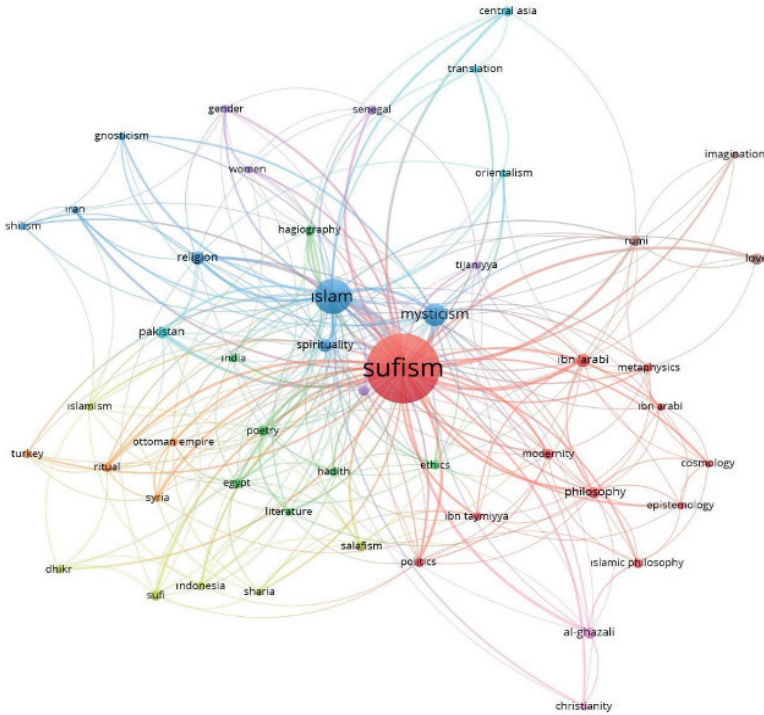 central asia
translation
gender
senegal
gnosticism
imagination
women
orientalism
iran
shiism
hagiography
rumi
religion
tijaniyya
love
islam
mysticism
pakistan
spirituality
india
sufism
ibn 'arabi
metaphysics
islamism
ibn arabi
poetry
ottoman empire
turkey
ritual
hadith
ethics
modernity
cosmology
egypt
syria
philosophy
epistemology
literature
ibn taymiyya
salafism
politics
islamic philosophy
dhikr
sufi
indonesia
sharia
al-ghazali
christianity